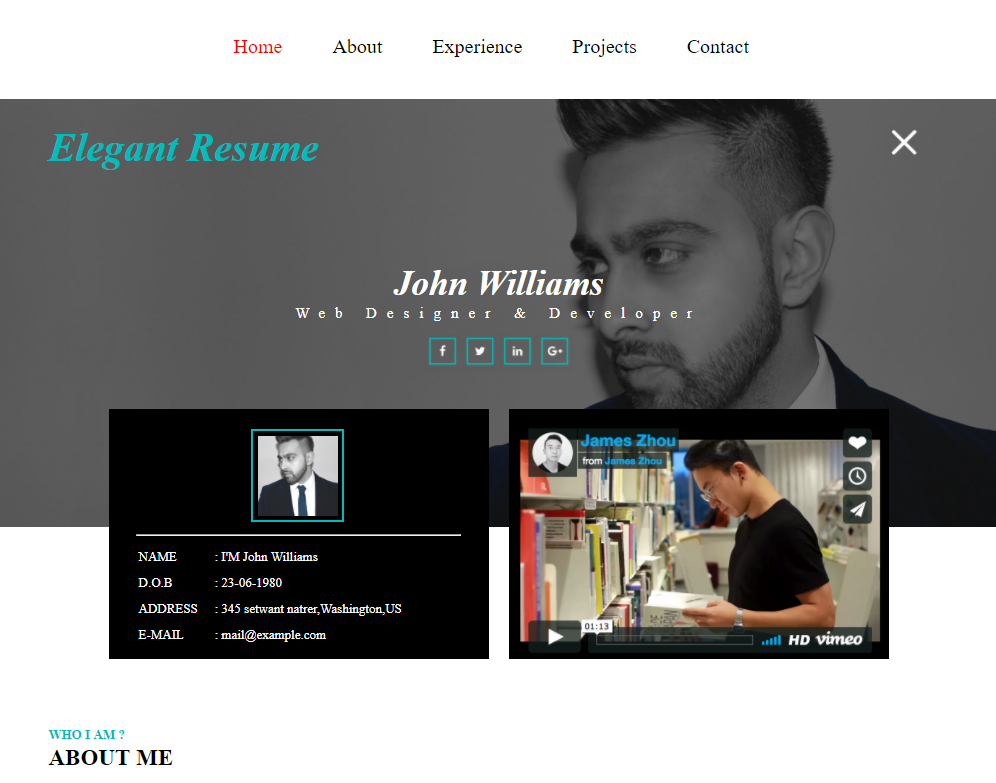 Home About Experience Projects Contact
Elegant Resume
John Williams
Web Designer & Developer
f in G+
NAME : I'M John Williams
D.O.B : 23-06-1980
ADDRESS : 345 setwant natrer,Washington,US
E-MAIL : mail@example.com
James Zhou
from James Zhou
01:13
HD vimeo
WHO I AM ?
ABOUT ME